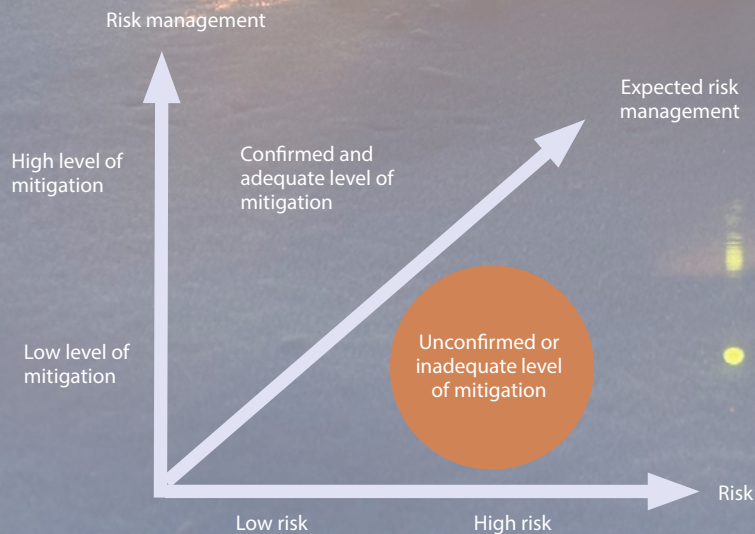 Risk management
Expected risk
management
High level of
mitigation
Confirmed and
adequate level of
mitigation
Low level of
mitigation
Unconfirmed or
inadequate level
of mitigation
Risk
Low risk
High risk